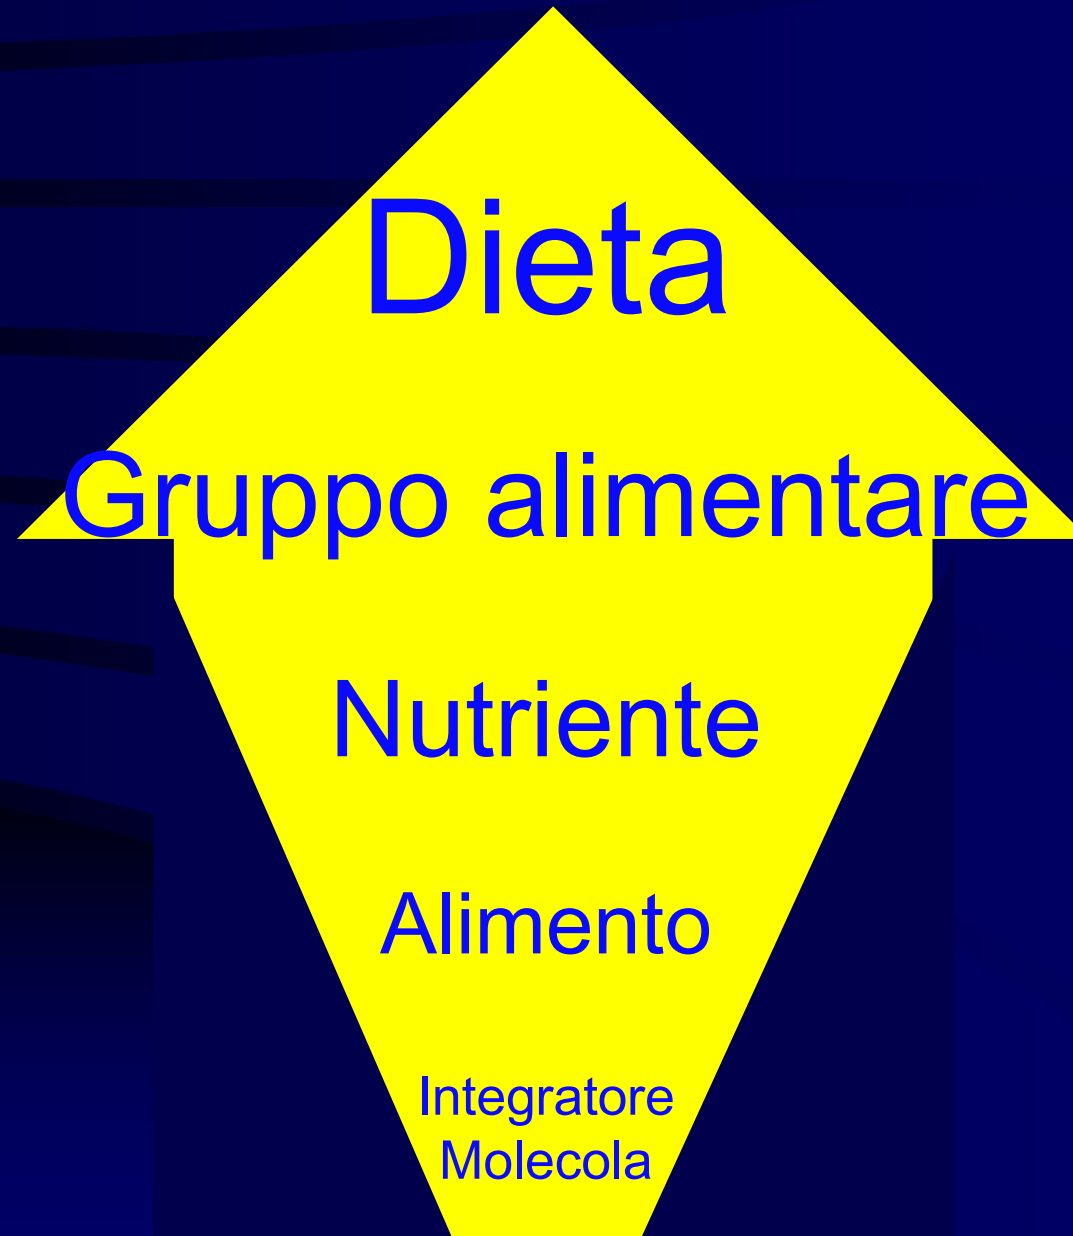 Dieta
Gruppo alimentare
Nutriente
Alimento
Integratore
Molecola